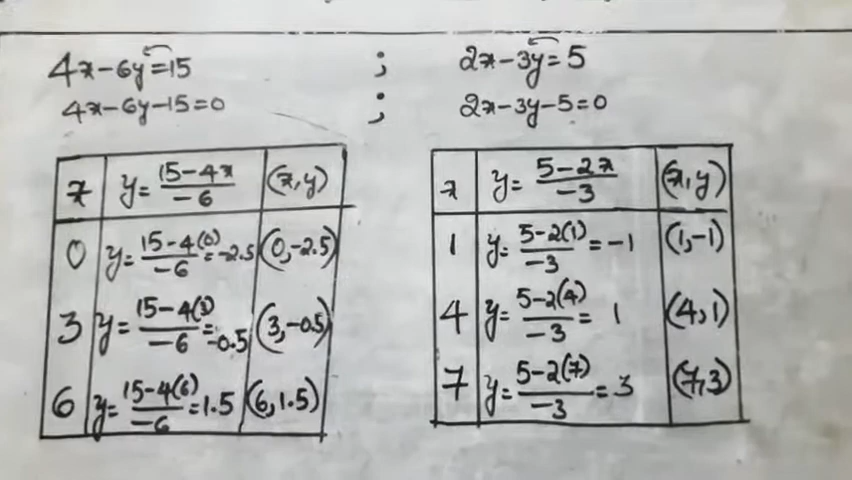 4x-6y=15 ; 2x-3y=5
4x-6y-15=0 ; 2x-3y-5=0
x | y=(15-4x)/-6 | (x,y)
0 | y=(15-4(0))/-6=-2.5 | (0,-2.5)
3 | y=(15-4(3))/-6=-0.5 | (3,-0.5)
6 | y=(15-4(6))/-6=1.5 | (6,1.5)
x | y=(5-2x)/-3 | (x,y)
1 | y=(5-2(1))/-3=-1 | (1,-1)
4 | y=(5-2(4))/-3=1 | (4,1)
7 | y=(5-2(7))/-3=3 | (7,3)